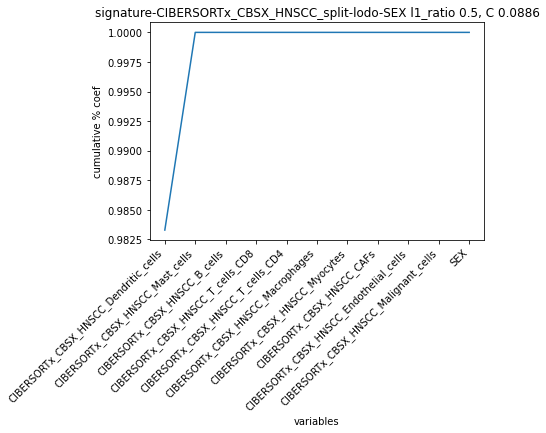 signature-CIBERSORTx_CBSX_HNSCC_split-lodo-SEX l1_ratio 0.5, C 0.0886
1.0000
0.9975
0.9950
0.9925
0.9900
0.9875
0.9850
0.9825
cumulative % coef
CIBERSORTx_CBSX_HNSCC_Dendritic_cells
CIBERSORTx_CBSX_HNSCC_Mast_cells
CIBERSORTx_CBSX_HNSCC_B_cells
CIBERSORTx_CBSX_HNSCC_T_cells_CD8
CIBERSORTx_CBSX_HNSCC_T_cells_CD4
CIBERSORTx_CBSX_HNSCC_Macrophages
CIBERSORTx_CBSX_HNSCC_Myocytes
CIBERSORTx_CBSX_HNSCC_CAFs
CIBERSORTx_CBSX_HNSCC_Endothelial_cells
CIBERSORTx_CBSX_HNSCC_Malignant_cells
SEX
variables